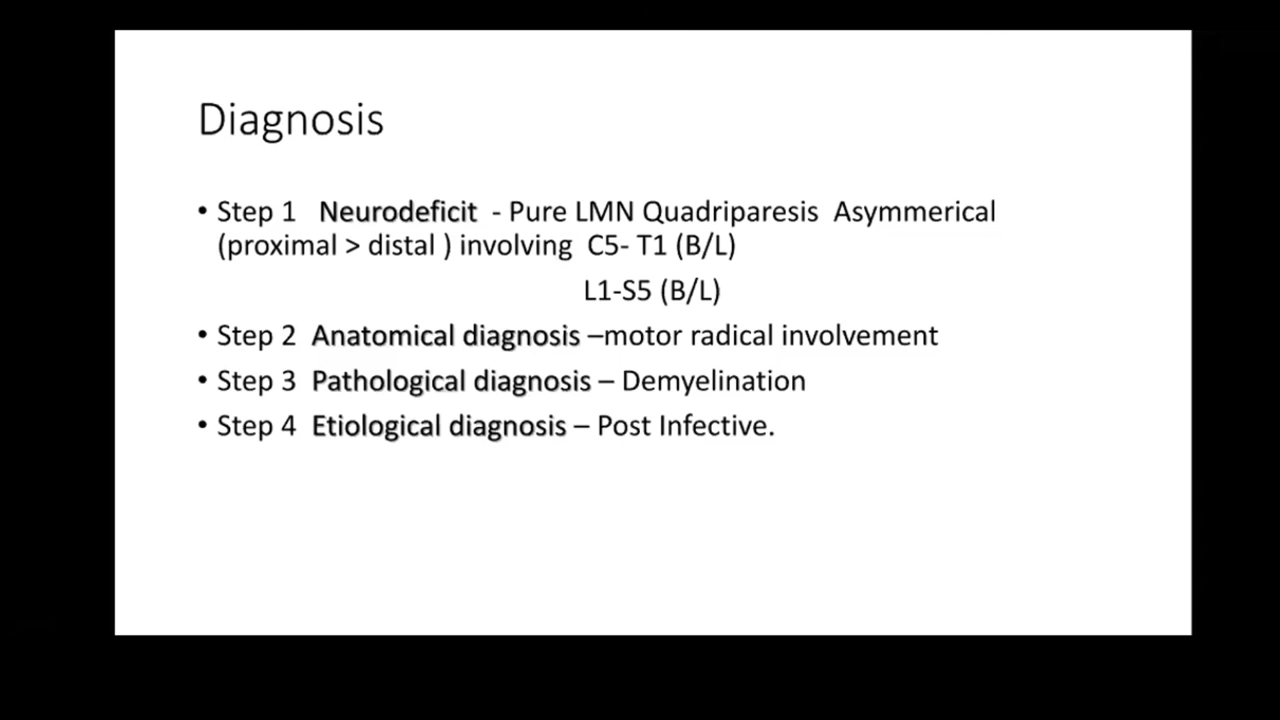 Diagnosis
• Step 1 Neurodeficit - Pure LMN Quadriparesis Asymmerical
(proximal > distal ) involving C5- T1 (B/L)
L1-S5 (B/L)
• Step 2 Anatomical diagnosis –motor radical involvement
• Step 3 Pathological diagnosis – Demyelination
• Step 4 Etiological diagnosis – Post Infective.